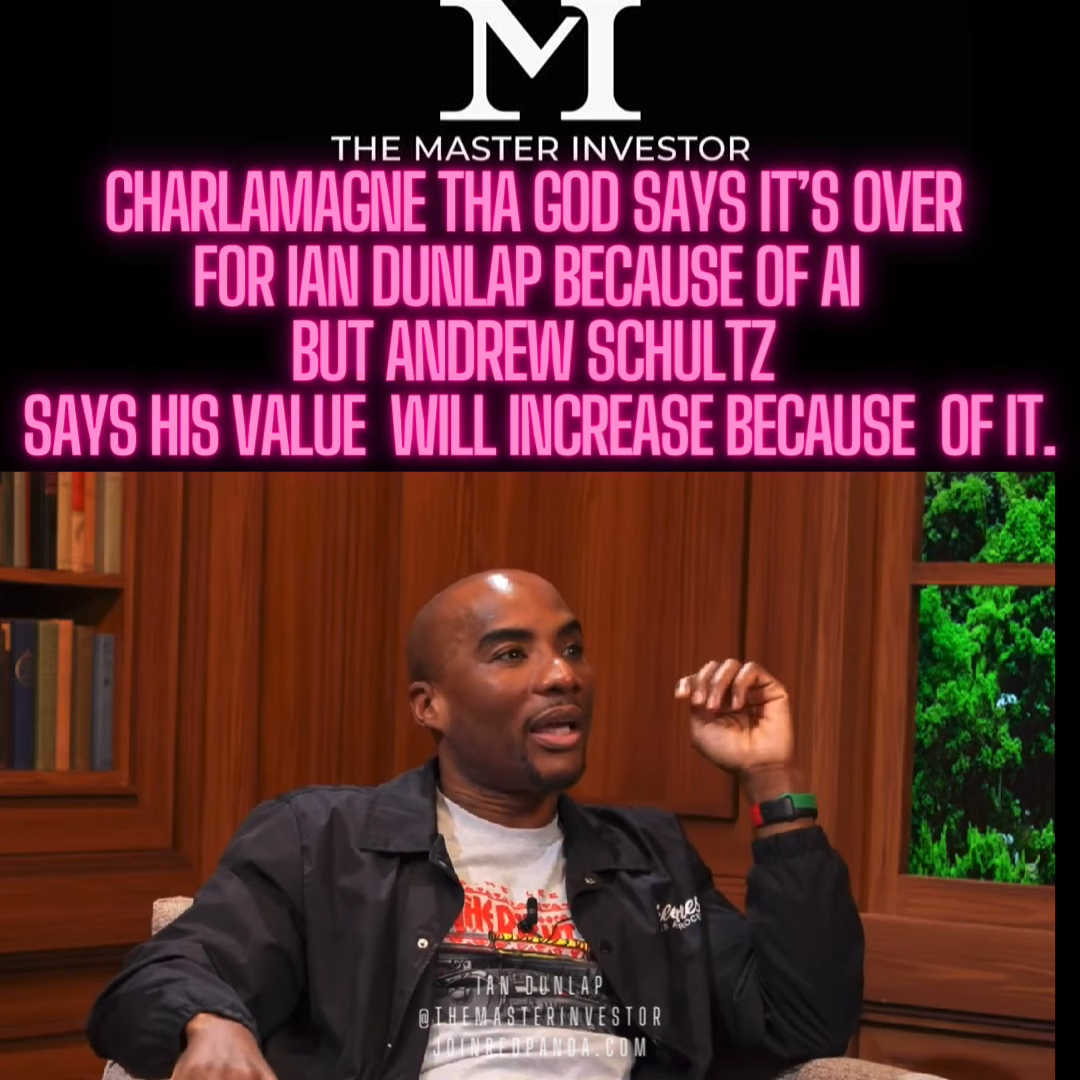 M
THE MASTER INVESTOR
CHARLAMAGNE THA GOD SAYS IT'S OVER
FOR IAN DUNLAP BECAUSE OF AI
BUT ANDREW SCHULTZ
SAYS HIS VALUE WILL INCREASE BECAUSE OF IT.
IAN DUNLAP
@THEMASTERINVESTOR
JOINREDPANDA.COM